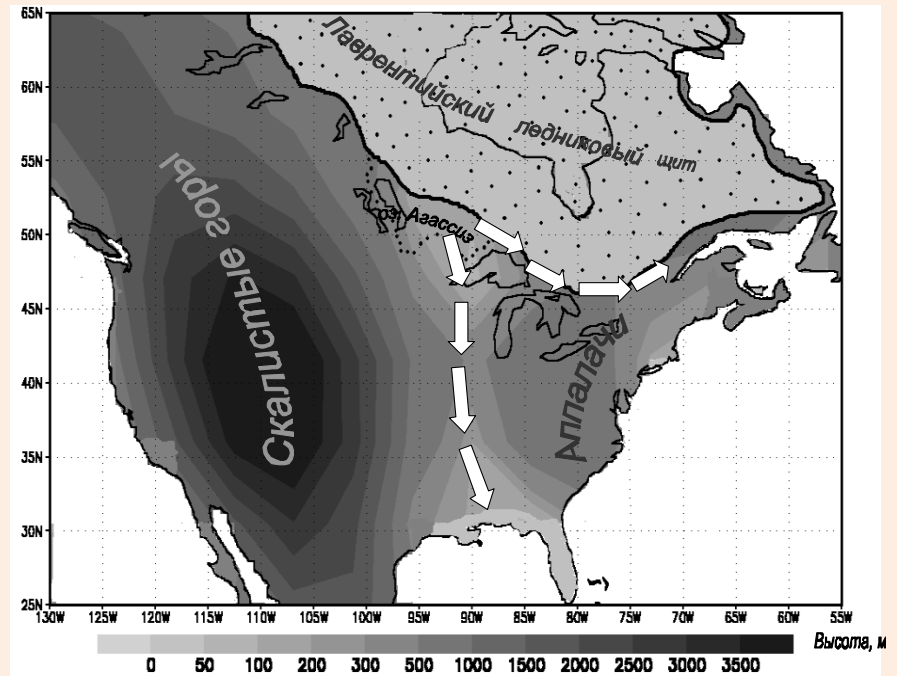 65N
60N
55N
50N
45N
40N
35N
30N
25N
Лаврентийский ледниковый щит
оз. Агассиз
Скалистые горы
Аппалачи
130W 125W 120W 115W 110W 105W 100W 95W 90W 85W 80W 75W 70W 65W 60W 55W
Высота, м
0 50 100 200 300 500 1000 1500 2000 2500 3000 3500